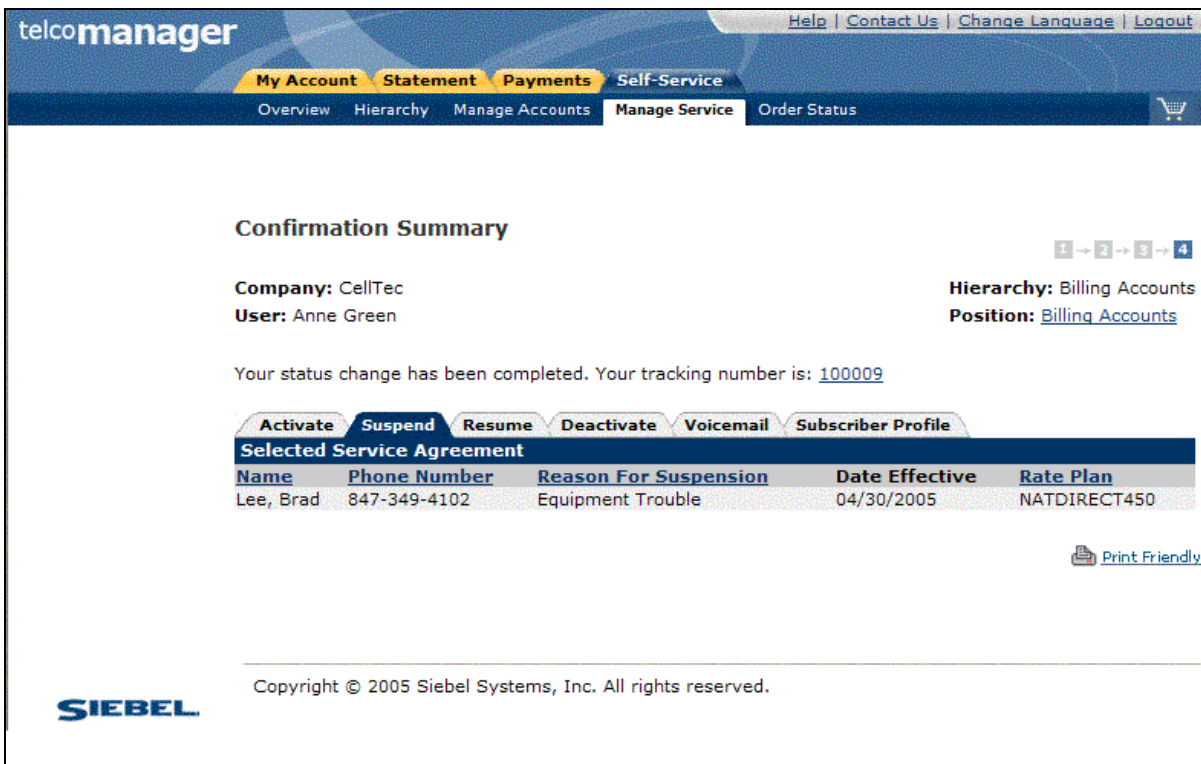 telcomanager
Help | Contact Us | Change Language | Logout
My Account Statement Payments Self-Service
Overview Hierarchy Manage Accounts Manage Service Order Status
Confirmation Summary
1 → 2 → 3 → 4
Company: CellTec
Hierarchy: Billing Accounts
User: Anne Green
Position: Billing Accounts
Your status change has been completed. Your tracking number is: 100009
Activate Suspend Resume Deactivate Voicemail Subscriber Profile
Selected Service Agreement
Name Phone Number Reason For Suspension Date Effective Rate Plan
Lee, Brad 847-349-4102 Equipment Trouble 04/30/2005 NATDIRECT450
Print Friendly
Copyright © 2005 Siebel Systems, Inc. All rights reserved.
SIEBEL.